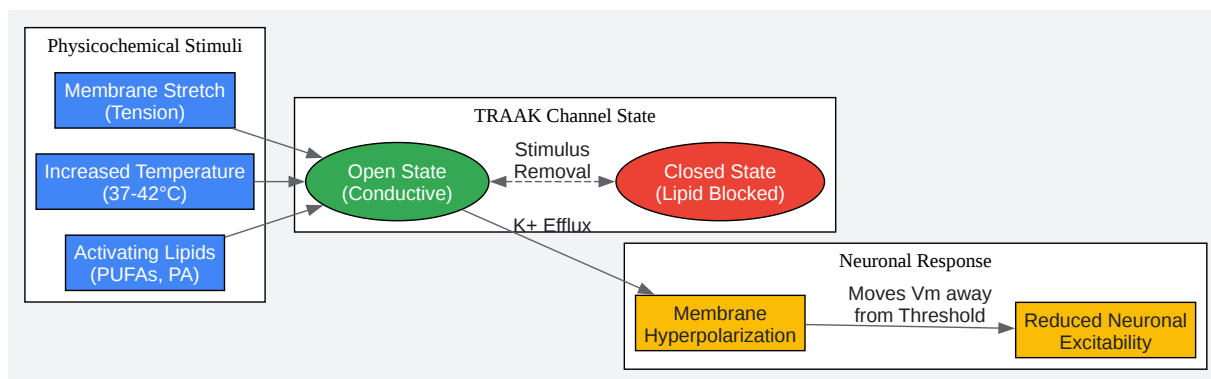 Physicochemical Stimuli
Membrane Stretch
(Tension)
Increased Temperature
(37-42°C)
Activating Lipids
(PUFAs, PA)
TRAAK Channel State
Open State
(Conductive)
Stimulus
Removal
Closed State
(Lipid Blocked)
K+ Efflux
Neuronal Response
Membrane
Hyperpolarization
Moves Vm away
from Threshold
Reduced Neuronal
Excitability